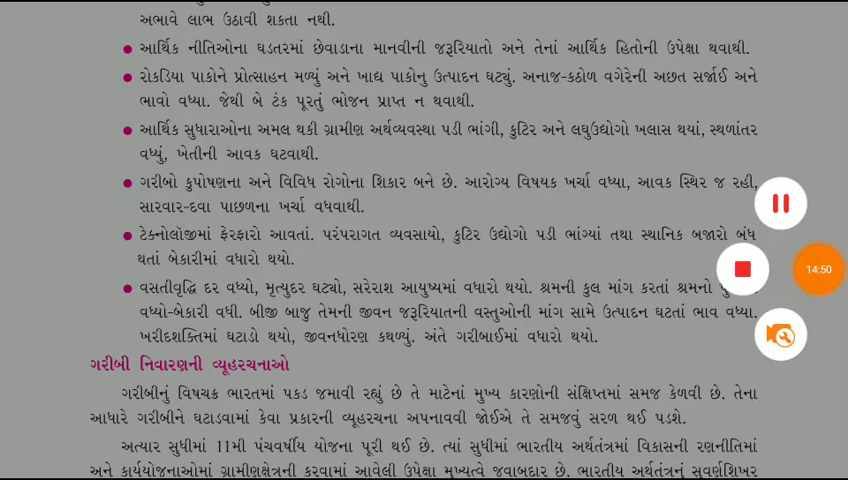 અભાવે લાભ ઉઠાવી શકતા નથી.
● આર્થિક નીતિઓના ઘડતરમાં છેવાડાના માનવીની જરૂરિયાતો અને તેનાં આર્થિક હિતોની ઉપેક્ષા થવાથી.
● રોકડિયા પાકોને પ્રોત્સાહન મળ્યું અને ખાદ્ય પાકોનુ ઉત્પાદન ઘટ્યું. અનાજ-કઠોળ વગેરેની અછત સર્જાઈ અને
ભાવો વધ્યા. જેથી બે ટંક પૂરતું ભોજન પ્રાપ્ત ન થવાથી.
● આર્થિક સુધારાઓના અમલ થકી ગ્રામીણ અર્થવ્યવસ્થા પડી ભાંગી, કુટિર અને લઘુઉદ્યોગો ખલાસ થયાં, સ્થળાંતર
વધ્યું, ખેતીની આવક ઘટવાથી.
● ગરીબો કુપોષણના અને વિવિધ રોગોના શિકાર બને છે. આરોગ્ય વિષયક ખર્ચા વધ્યા, આવક સ્થિર જ રહી,
સારવાર-દવા પાછળના ખર્ચા વધવાથી.
● ટેક્નોલૉજીમાં ફેરફારો આવતાં. પરંપરાગત વ્યવસાયો, કુટિર ઉદ્યોગો પડી ભાંગ્યાં તથા સ્થાનિક બજારો બંધ
થતાં બેકારીમાં વધારો થયો.
● વસતીવૃદ્ધિ દર વધ્યો, મૃત્યુદર ઘટ્યો, સરેરાશ આયુષ્યમાં વધારો થયો. શ્રમની કુલ માંગ કરતાં શ્રમનો
વધ્યો-બેકારી વધી. બીજી બાજુ તેમની જીવન જરૂરિયાતની વસ્તુઓની માંગ સામે ઉત્પાદન ઘટતાં ભાવ વધ્યા.
ખરીદશક્તિમાં ઘટાડો થયો, જીવનધોરણ કથળ્યું. અંતે ગરીબાઈમાં વધારો થયો.
ગરીબી નિવારણની વ્યૂહરચનાઓ
ગરીબીનું વિષચક્ર ભારતમાં પકડ જમાવી રહ્યું છે તે માટેનાં મુખ્ય કારણોની સંક્ષિપ્તમાં સમજ કેળવી છે. તેના
આધારે ગરીબીને ઘટાડવામાં કેવા પ્રકારની વ્યૂહરચના અપનાવવી જોઈએ તે સમજવું સરળ થઈ પડશે.
અત્યાર સુધીમાં 11મી પંચવર્ષીય યોજના પૂરી થઈ છે. ત્યાં સુધીમાં ભારતીય અર્થતંત્રમાં વિકાસની રણનીતિમાં
અને કાર્યયોજનાઓમાં ગ્રામીણક્ષેત્રની કરવામાં આવેલી ઉપેક્ષા મુખ્યત્વે જવાબદાર છે. ભારતીય અર્થતંત્રનું સુવર્ણશિખર
14:50